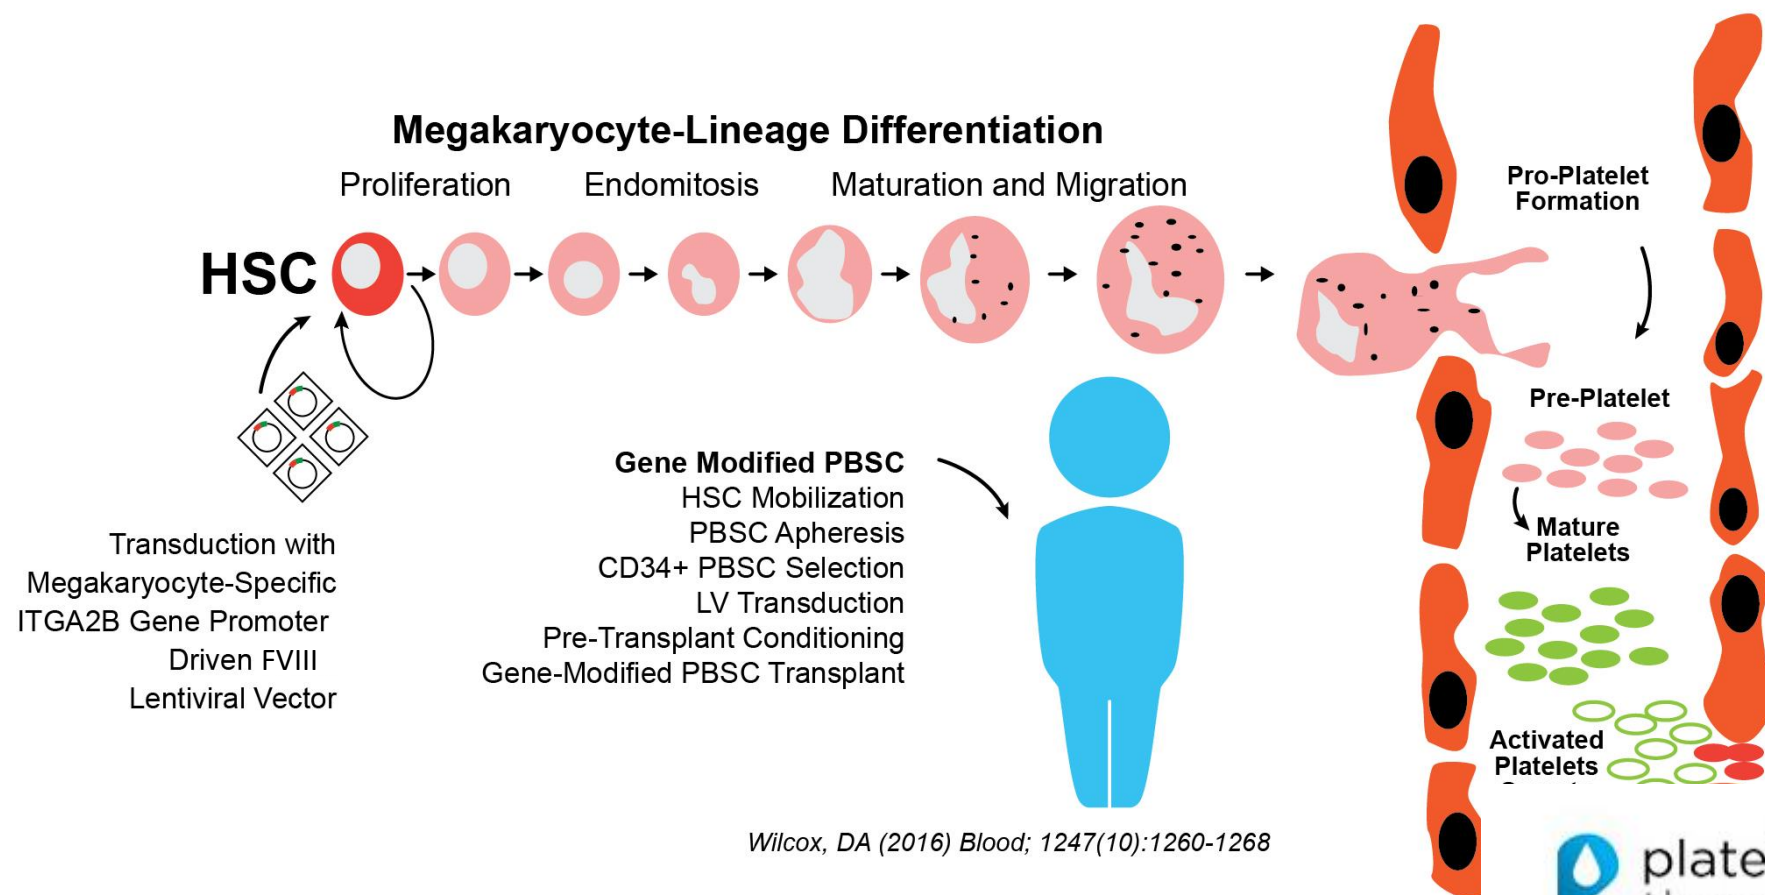 Megakaryocyte-Lineage Differentiation
Proliferation
Endomitosis
Maturation and Migration
HSC
Transduction with
Megakaryocyte-Specific
ITGA2B Gene Promoter
Driven FVIII
Lentiviral Vector
Gene Modified PBSC
HSC Mobilization
PBSC Apheresis
CD34+ PBSC Selection
LV Transduction
Pre-Transplant Conditioning
Gene-Modified PBSC Transplant
Pro-Platelet
Formation
Pre-Platelet
Mature
Platelets
Activated
Platelets
Wilcox, DA (2016) Blood; 1247(10):1260-1268
plate